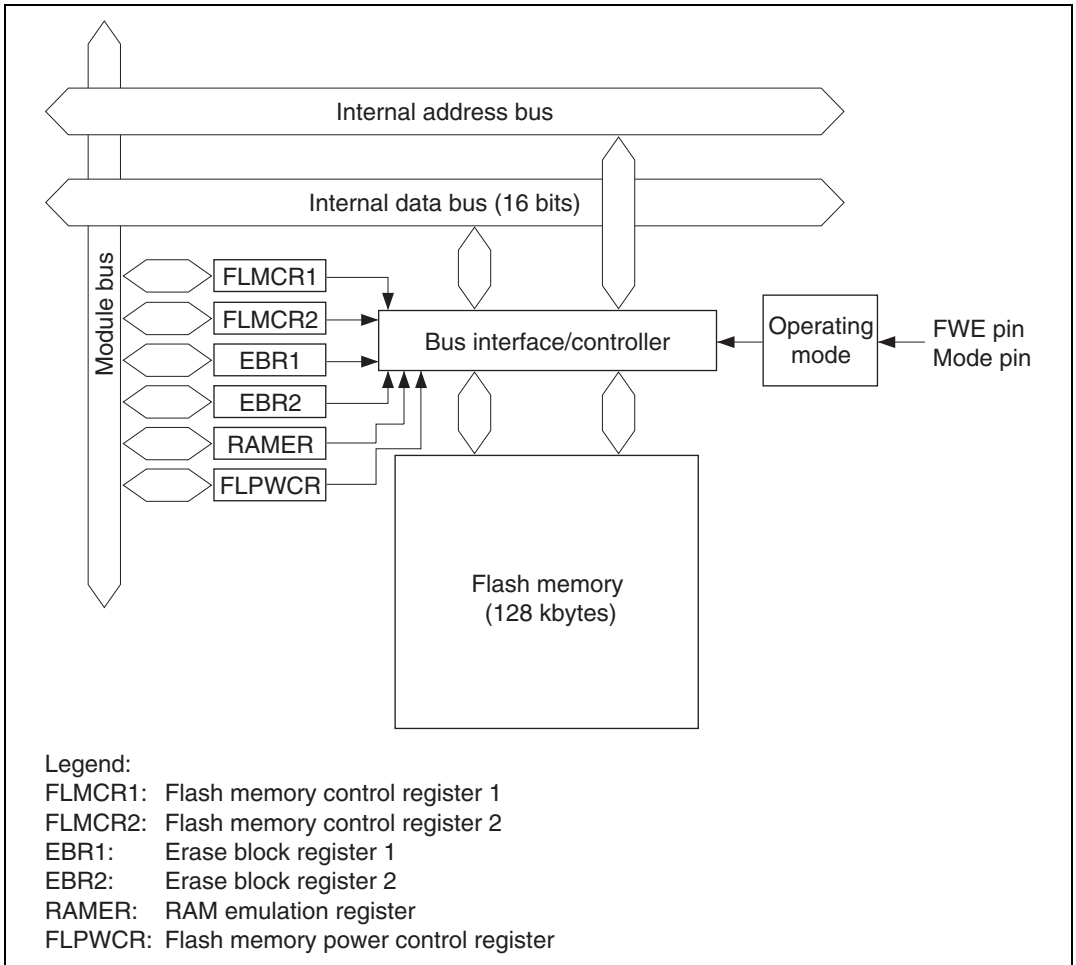 Internal address bus
Internal data bus (16 bits)
Module bus
FLMCR1
FLMCR2
EBR1
EBR2
RAMER
FLPWCR
Bus interface/controller
Operating
mode
FWE pin
Mode pin
Flash memory
(128 kbytes)
Legend:
FLMCR1: Flash memory control register 1
FLMCR2: Flash memory control register 2
EBR1: Erase block register 1
EBR2: Erase block register 2
RAMER: RAM emulation register
FLPWCR: Flash memory power control register